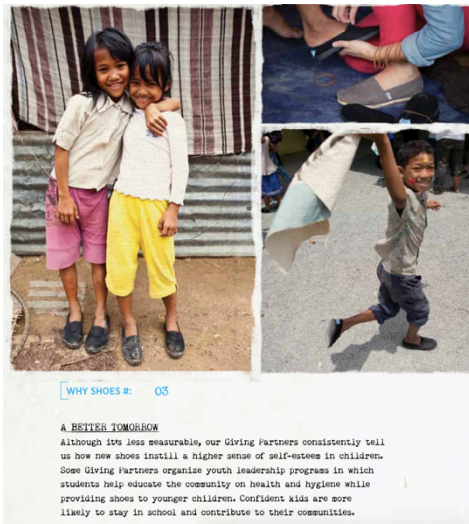 WHY SHOES #: 03
A BETTER TOMORROW
Although it's less measurable, our Giving Partners consistently tell
us how new shoes instill a higher sense of self-esteem in children.
Some Giving Partners organize youth leadership programs in which
students help educate the community on health and hygiene while
providing shoes to younger children. Confident kids are more
likely to stay in school and contribute to their communities.